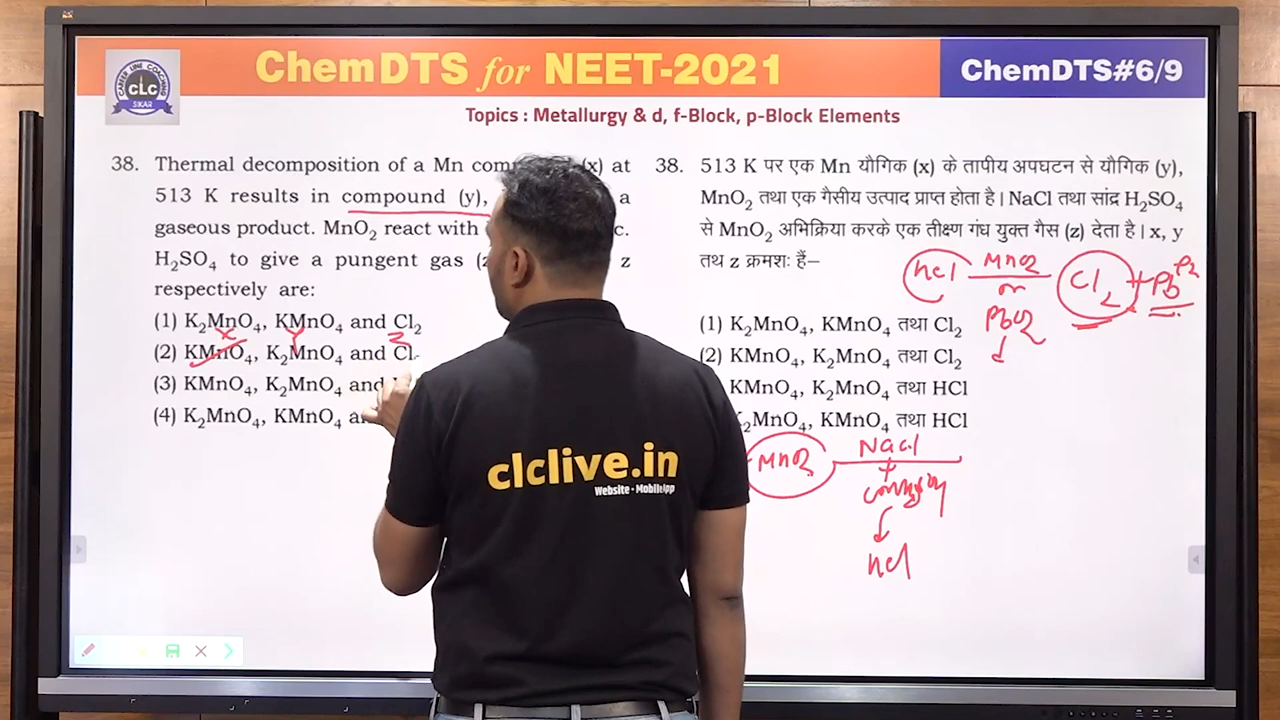 CAREER LINE COACHING
CLC
SIKAR
ChemDTS for NEET-2021
ChemDTS#6/9
Topics : Metallurgy & d, f-Block, p-Block Elements
38. Thermal decomposition of a Mn com (x) at
513 K results in compound (y), a
gaseous product. MnO₂ react with c.
H₂SO₄ to give a pungent gas (z z
respectively are:
(1) K₂MnO₄, KMnO₄ and Cl₂
X Y Z
(2) KMnO₄, K₂MnO₄ and Cl
(3) KMnO₄, K₂MnO₄ and
(4) K₂MnO₄, KMnO₄ a
38. 513 K पर एक Mn यौगिक (x) के तापीय अपघटन से यौगिक (y),
MnO₂ तथा एक गैसीय उत्पाद प्राप्त होता है। NaCl तथा सांद्र H₂SO₄
से MnO₂ अभिक्रिया करके एक तीक्ष्ण गंध युक्त गैस (z) देता है। x, y
तथ z क्रमशः हैं–
HCl MnO₂ Cl₂ + Pb⁺²
or
PbO₂
(1) K₂MnO₄, KMnO₄ तथा Cl₂
(2) KMnO₄, K₂MnO₄ तथा Cl₂
KMnO₄, K₂MnO₄ तथा HCl
₂MnO₄, KMnO₄ तथा HCl
MnO₂ NaCl
+
HCl
clclive.in
Website - MobileApp